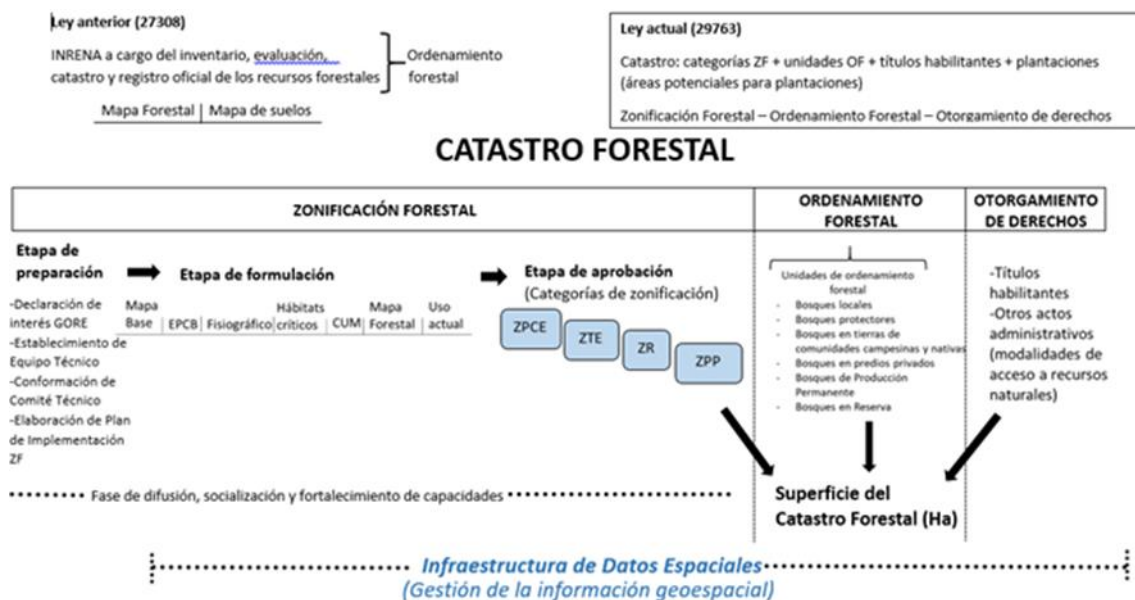 Ley anterior (27308)
INRENA a cargo del inventario, evaluación,
catastro y registro oficial de los recursos forestales
Ordenamiento
forestal
Mapa Forestal | Mapa de suelos
Ley actual (29763)
Catastro: categorías ZF + unidades OF + títulos habilitantes + plantaciones
(áreas potenciales para plantaciones)
Zonificación Forestal – Ordenamiento Forestal – Otorgamiento de derechos
CATASTRO FORESTAL
ZONIFICACIÓN FORESTAL
ORDENAMIENTO
FORESTAL
OTORGAMIENTO
DE DERECHOS
Etapa de
preparación
-Declaración de
interés GORE
-Establecimiento de
Equipo Técnico
-Conformación de
Comité Técnico
-Elaboración de Plan
de Implementación
ZF
Etapa de formulación
Mapa
Base
EPCB
Fisiográfico
Hábitats
críticos
CUM
Mapa
Forestal
Uso
actual
Etapa de aprobación
(Categorías de zonificación)
ZPCE
ZTE
ZR
ZPP
Unidades de ordenamiento
forestal
- Bosques locales
- Bosques protectores
- Bosques en tierras de
comunidades campesinas y nativas
- Bosques en predios privados
- Bosques de Producción
Permanente
- Bosques en Reserva
-Títulos
habilitantes
-Otros actos
administrativos
(modalidades de
acceso a recursos
naturales)
Fase de difusión, socialización y fortalecimiento de capacidades
Superficie del
Catastro Forestal (Ha)
Infraestructura de Datos Espaciales
(Gestión de la información geoespacial)